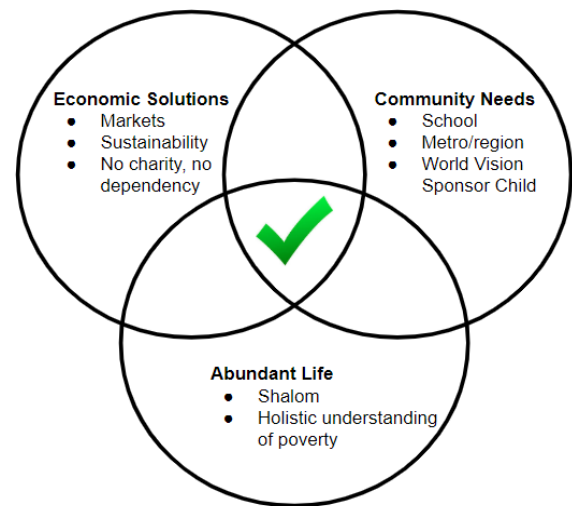 Economic Solutions
● Markets
● Sustainability
● No charity, no
dependency
Community Needs
● School
● Metro/region
● World Vision
Sponsor Child
Abundant Life
● Shalom
● Holistic understanding
of poverty